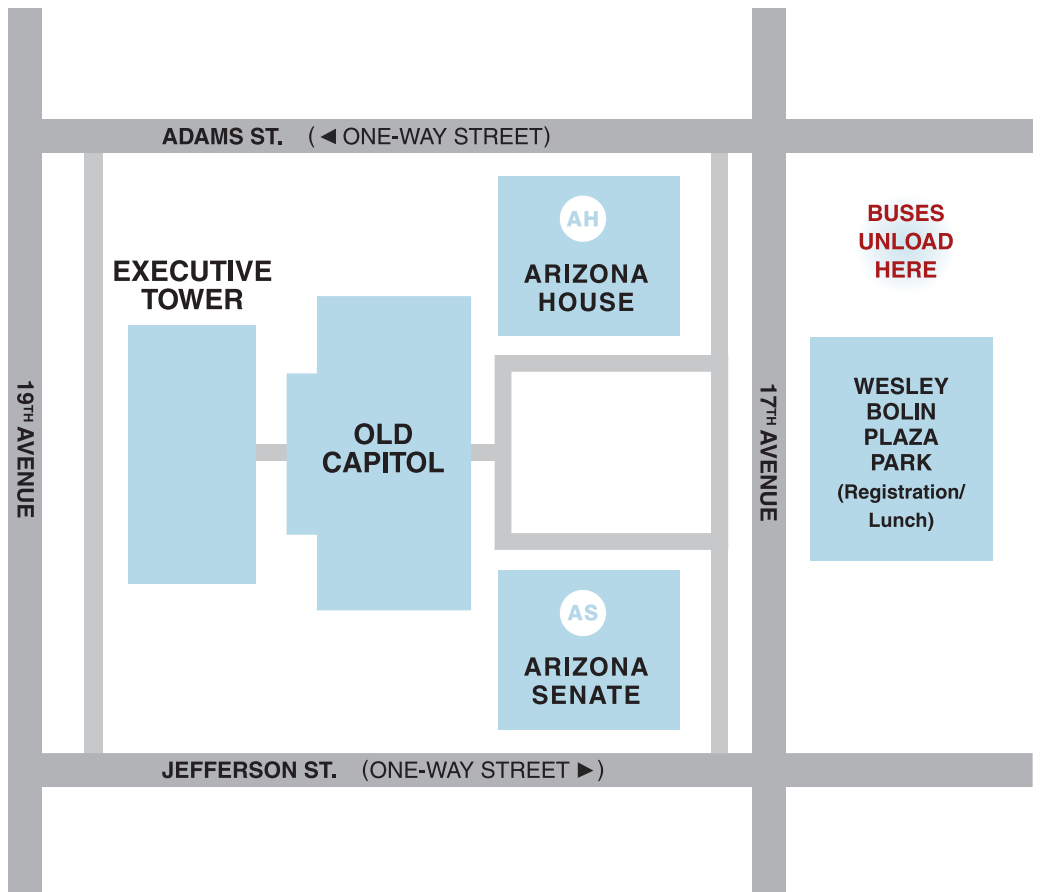 ADAMS ST. (◄ ONE-WAY STREET)
AH
ARIZONA
HOUSE
BUSES
UNLOAD
HERE
EXECUTIVE
TOWER
OLD
CAPITOL
19TH AVENUE
17TH AVENUE
WESLEY
BOLIN
PLAZA
PARK
(Registration/
Lunch)
AS
ARIZONA
SENATE
JEFFERSON ST. (ONE-WAY STREET ►)